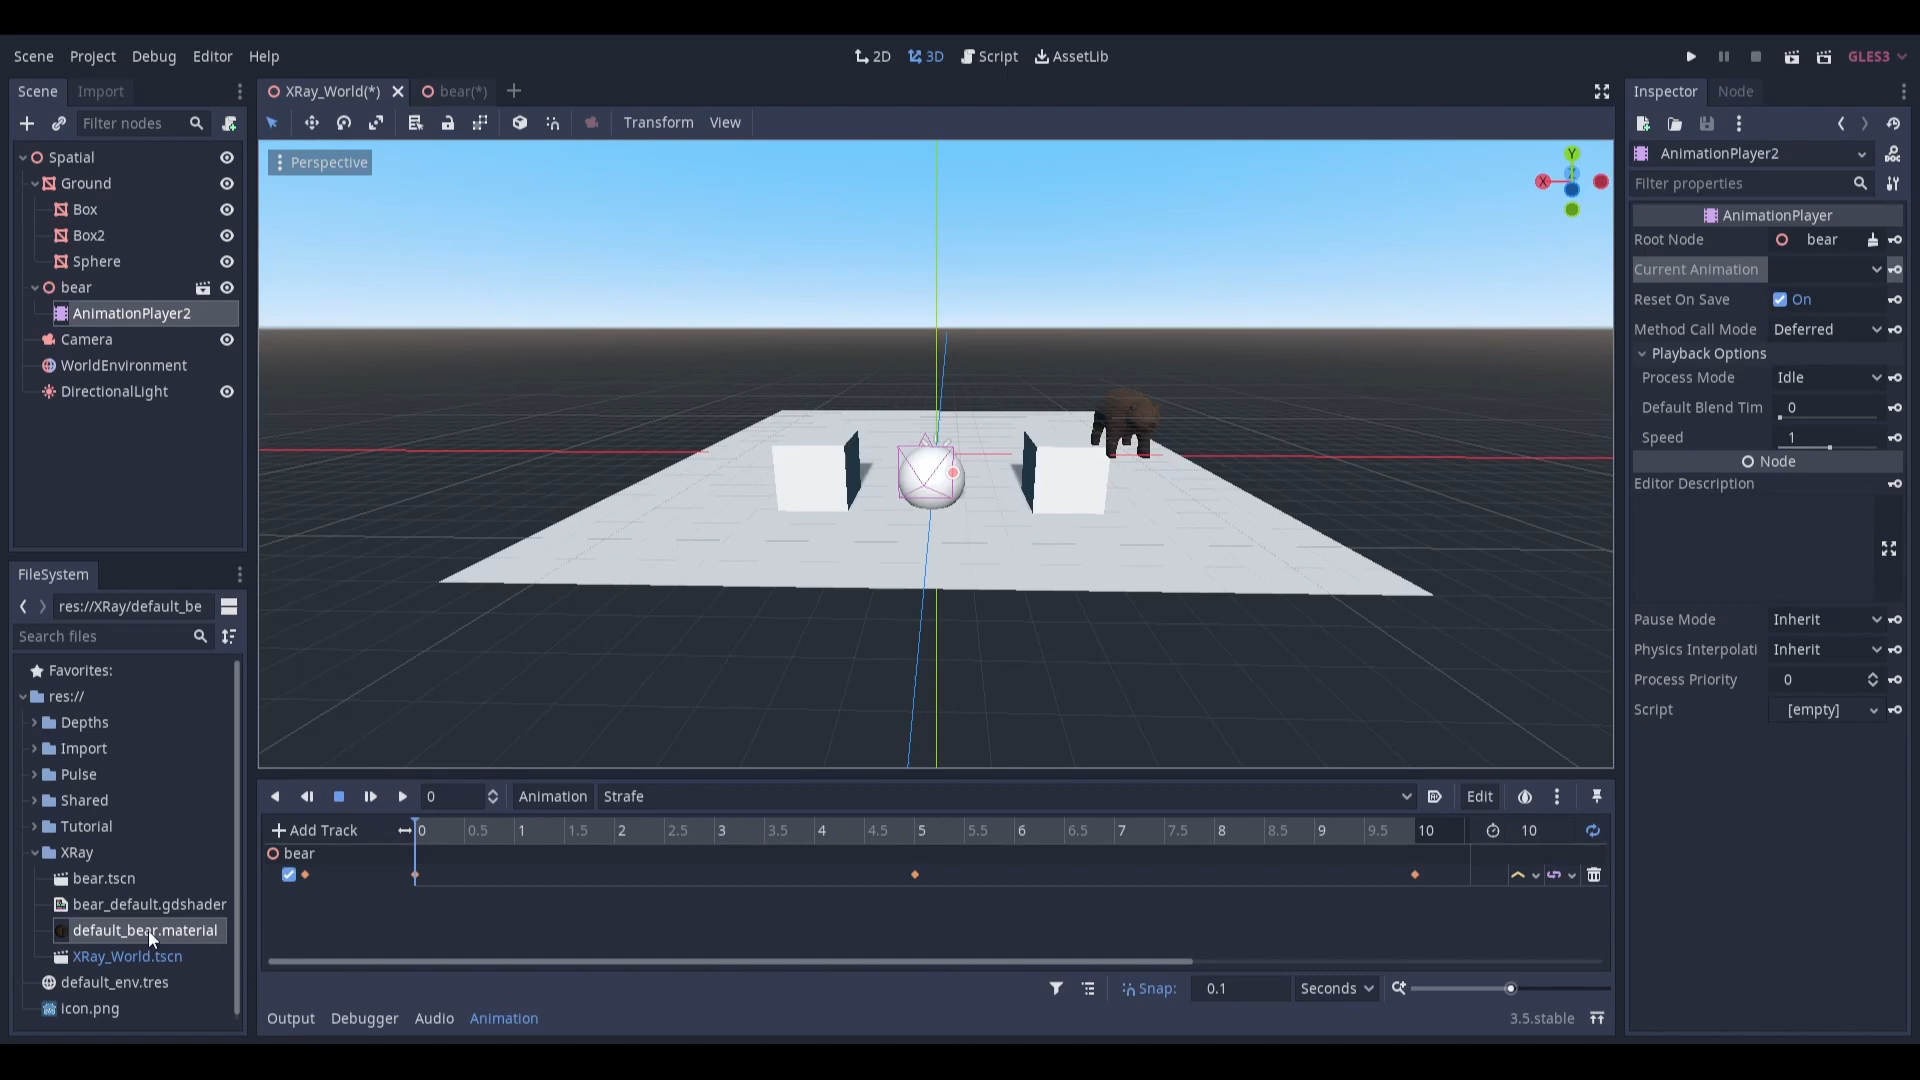 Scene Project Debug Editor Help
2D 3D Script AssetLib
GLES3
Scene Import
Filter nodes
Spatial
Ground
Box
Box2
Sphere
bear
AnimationPlayer2
Camera
WorldEnvironment
DirectionalLight
FileSystem
res://XRay/default_be
Search files
Favorites:
res://
Depths
Import
Pulse
Shared
Tutorial
XRay
bear.tscn
bear_default.gdshader
default_bear.material
XRay_World.tscn
default_env.tres
icon.png
XRay_World(*) bear(*)
Transform View
Perspective
Y
X
Z
0 Animation Strafe Edit
Add Track 0 0.5 1 1.5 2 2.5 3 3.5 4 4.5 5 5.5 6 6.5 7 7.5 8 8.5 9 9.5 10 10
bear
Snap: 0.1 Seconds
Output Debugger Audio Animation 3.5.stable
Inspector Node
AnimationPlayer2
Filter properties
AnimationPlayer
Root Node bear
Current Animation
Reset On Save On
Method Call Mode Deferred
Playback Options
Process Mode Idle
Default Blend Tim 0
Speed 1
Node
Editor Description
Pause Mode Inherit
Physics Interpolati Inherit
Process Priority 0
Script [empty]